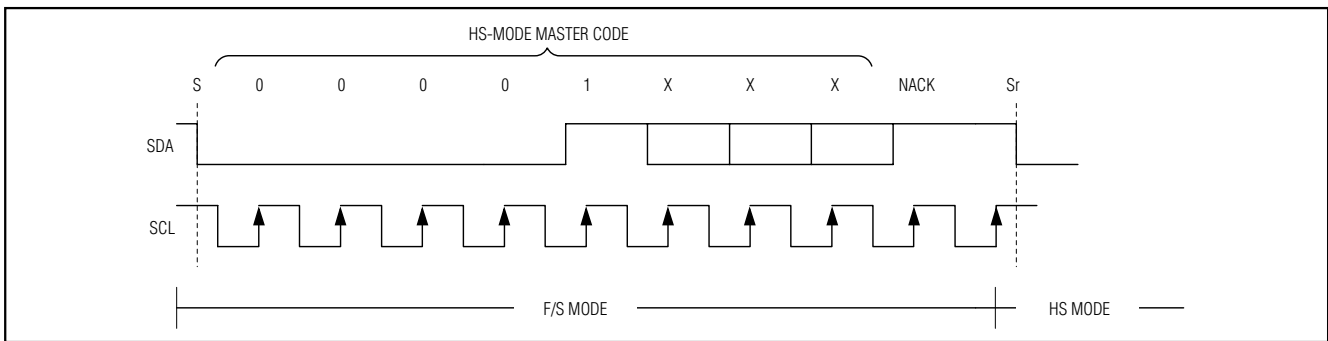 HS-MODE MASTER CODE
S 0 0 0 0 1 X X X NACK Sr
SDA
SCL
F/S MODE HS MODE